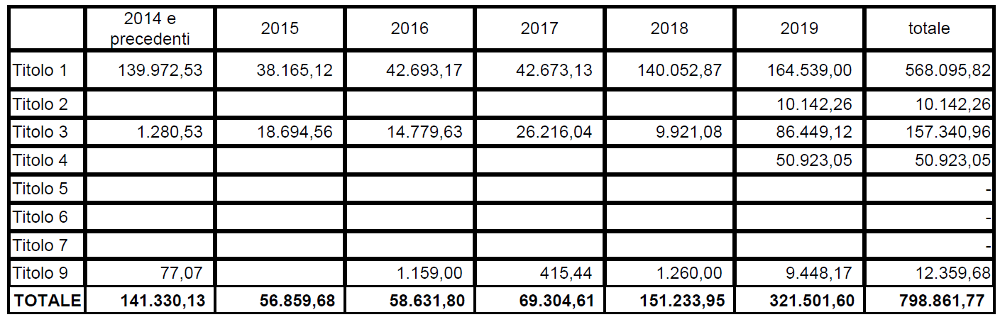 2014 e precedenti 2015 2016 2017 2018 2019 totale
Titolo 1 139.972,53 38.165,12 42.693,17 42.673,13 140.052,87 164.539,00 568.095,82
Titolo 2 10.142,26 10.142,26
Titolo 3 1.280,53 18.694,56 14.779,63 26.216,04 9.921,08 86.449,12 157.340,96
Titolo 4 50.923,05 50.923,05
Titolo 5 -
Titolo 6 -
Titolo 7 -
Titolo 9 77,07 1.159,00 415,44 1.260,00 9.448,17 12.359,68
TOTALE 141.330,13 56.859,68 58.631,80 69.304,61 151.233,95 321.501,60 798.861,77